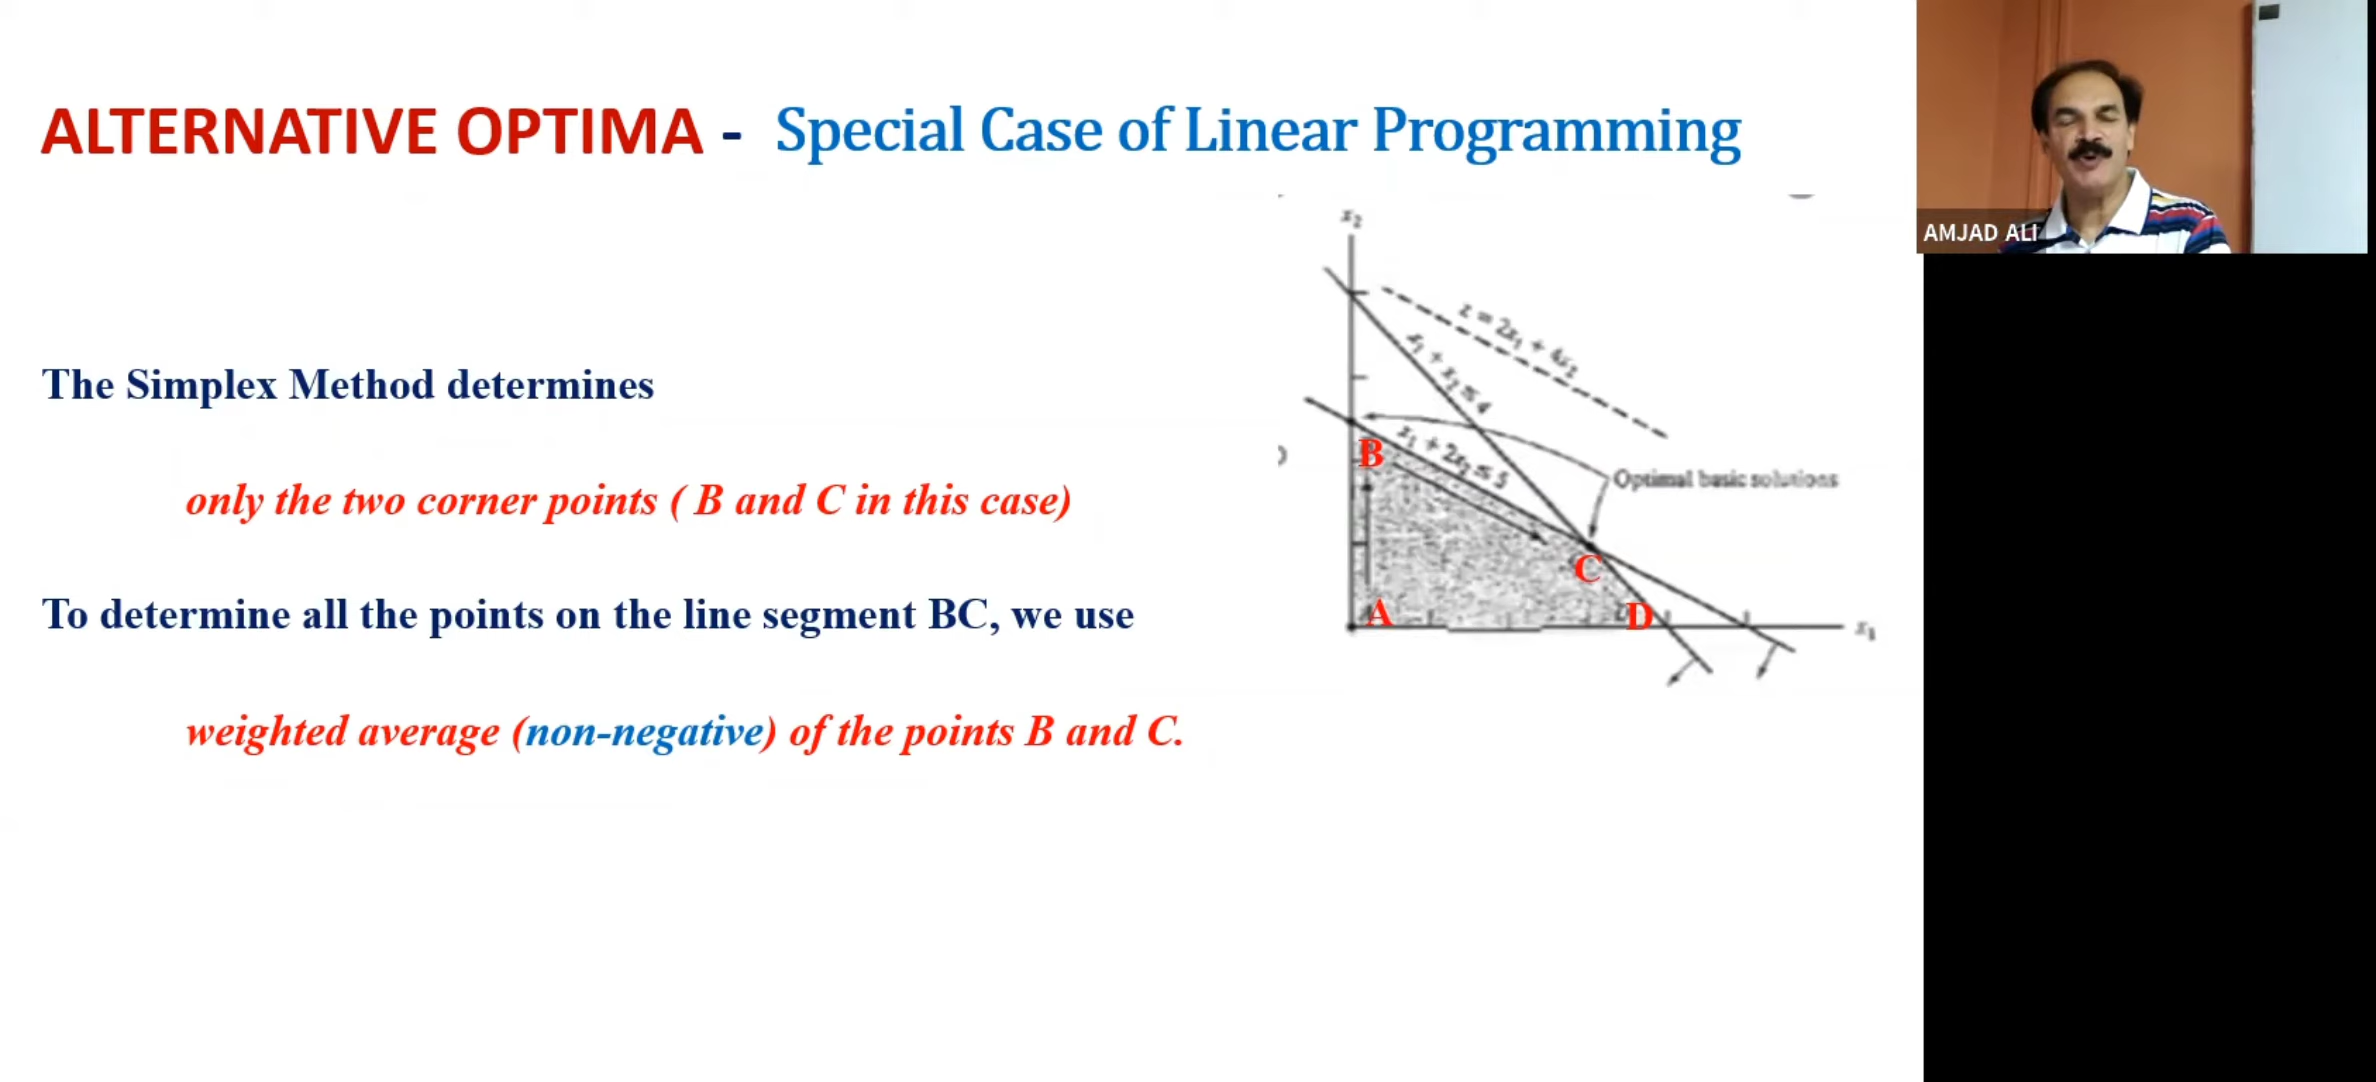 ALTERNATIVE OPTIMA - Special Case of Linear Programming
AMJAD ALI
The Simplex Method determines
only the two corner points ( B and C in this case)
To determine all the points on the line segment BC, we use
weighted average (non-negative) of the points B and C.
x₂
z = 2x₁ + 4x₂
x₁ + x₂ ≤ 4
x₁ + 2x₂ ≤ 5
B
Optimal basic solutions
C
A
D
x₁